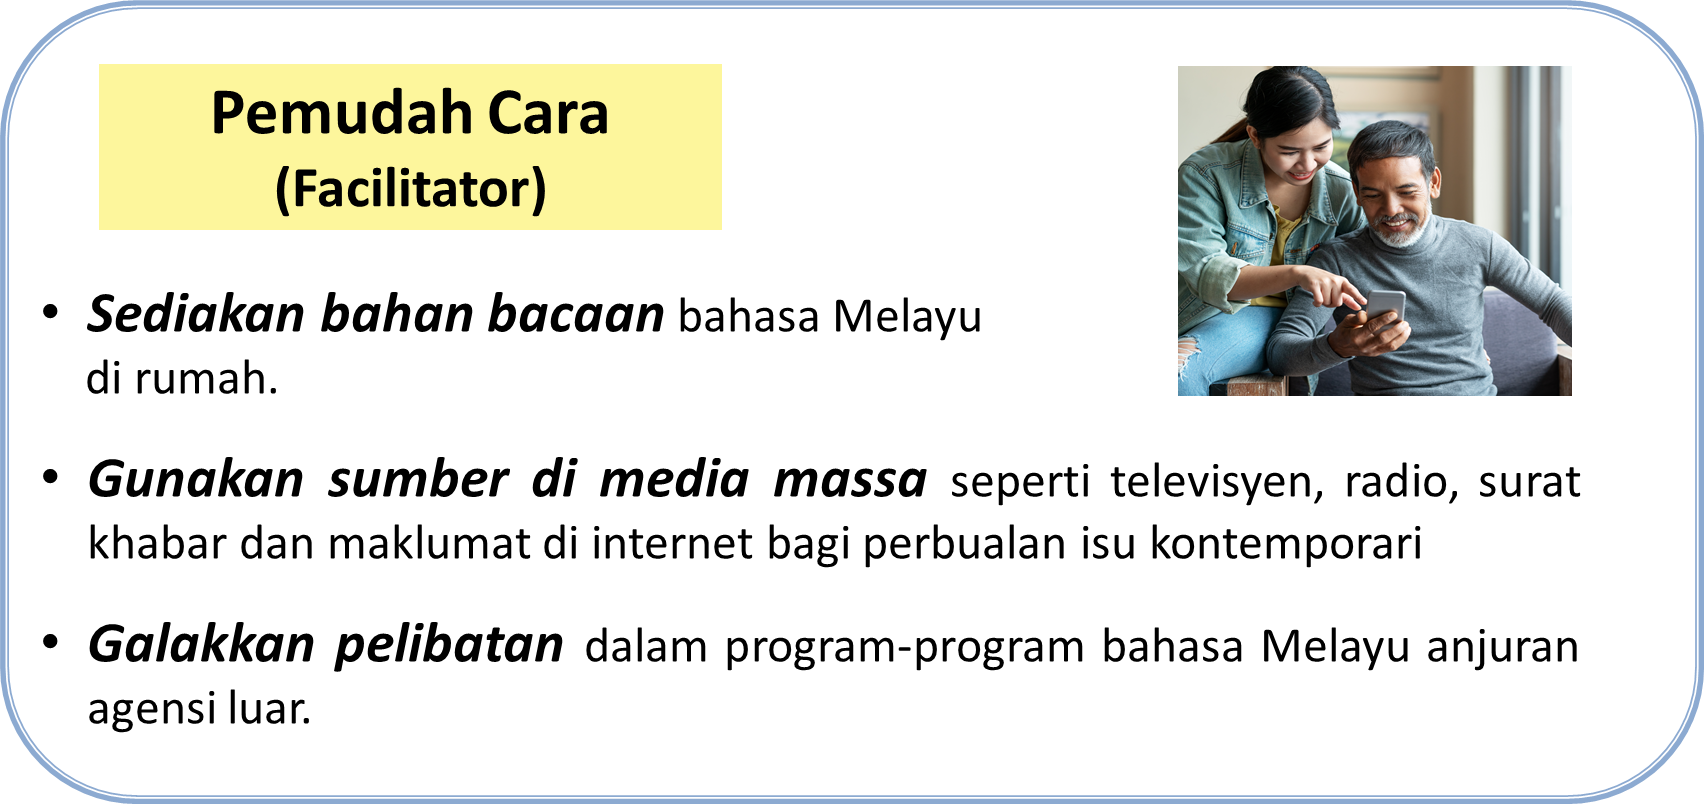 Pemudah Cara
(Facilitator)
• Sediakan bahan bacaan bahasa Melayu
di rumah.
• Gunakan sumber di media massa seperti televisyen, radio, surat
khabar dan maklumat di internet bagi perbualan isu kontemporari
• Galakkan pelibatan dalam program-program bahasa Melayu anjuran
agensi luar.